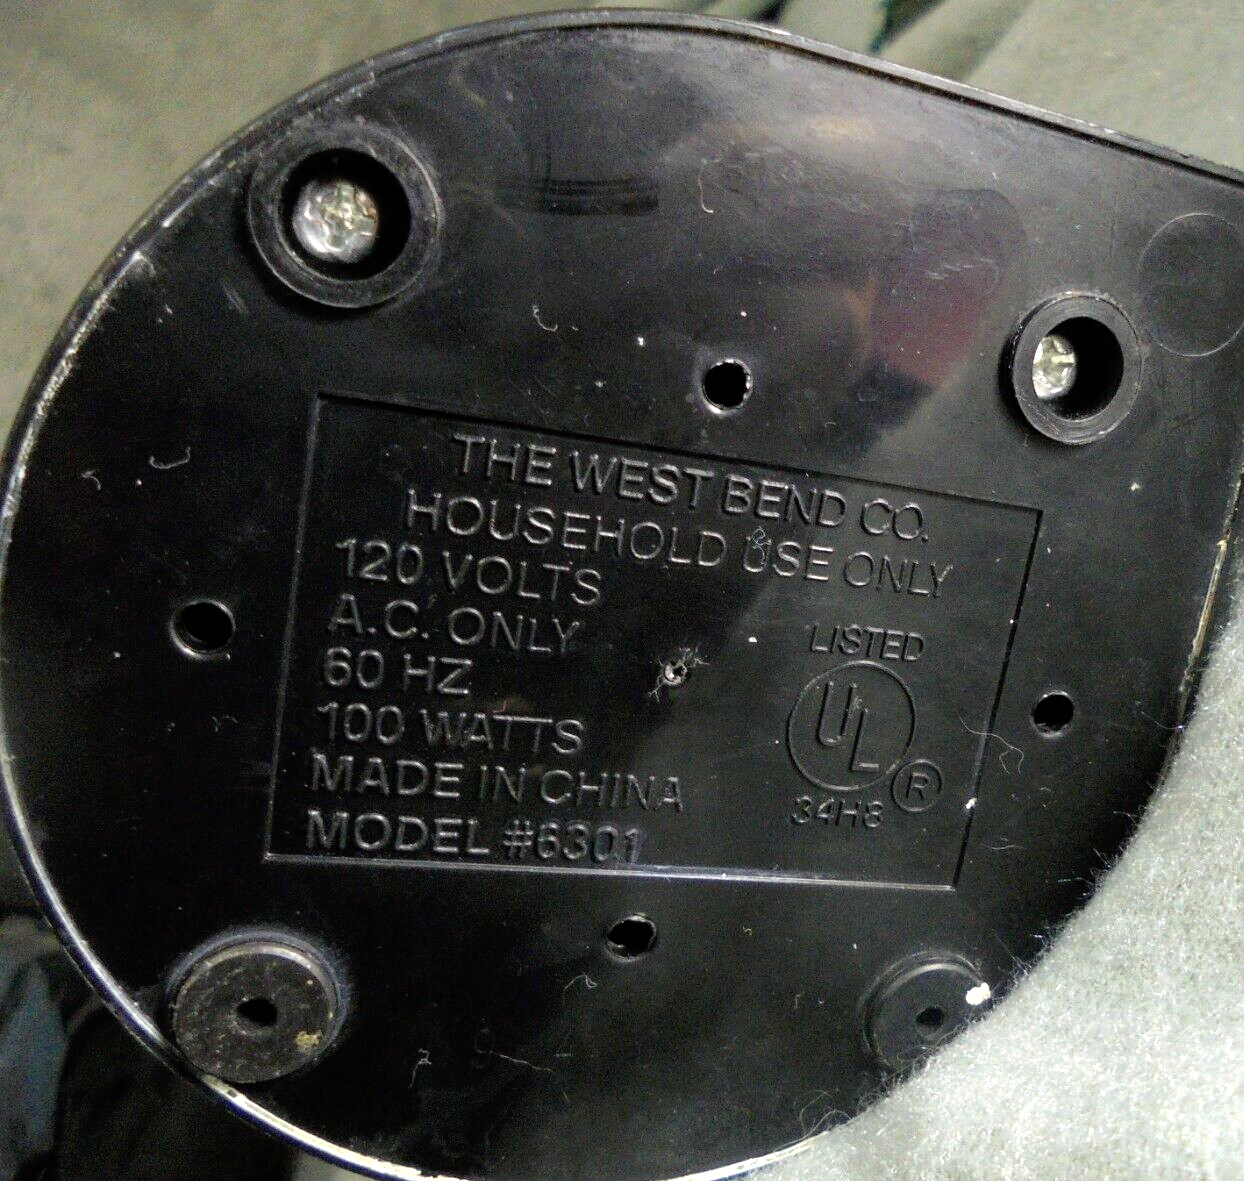 THE WEST BEND CO.
HOUSEHOLD USE ONLY
120 VOLTS
A.C. ONLY
60 HZ
100 WATTS
MADE IN CHINA
MODEL #6301
LISTED
UL
R
34H8